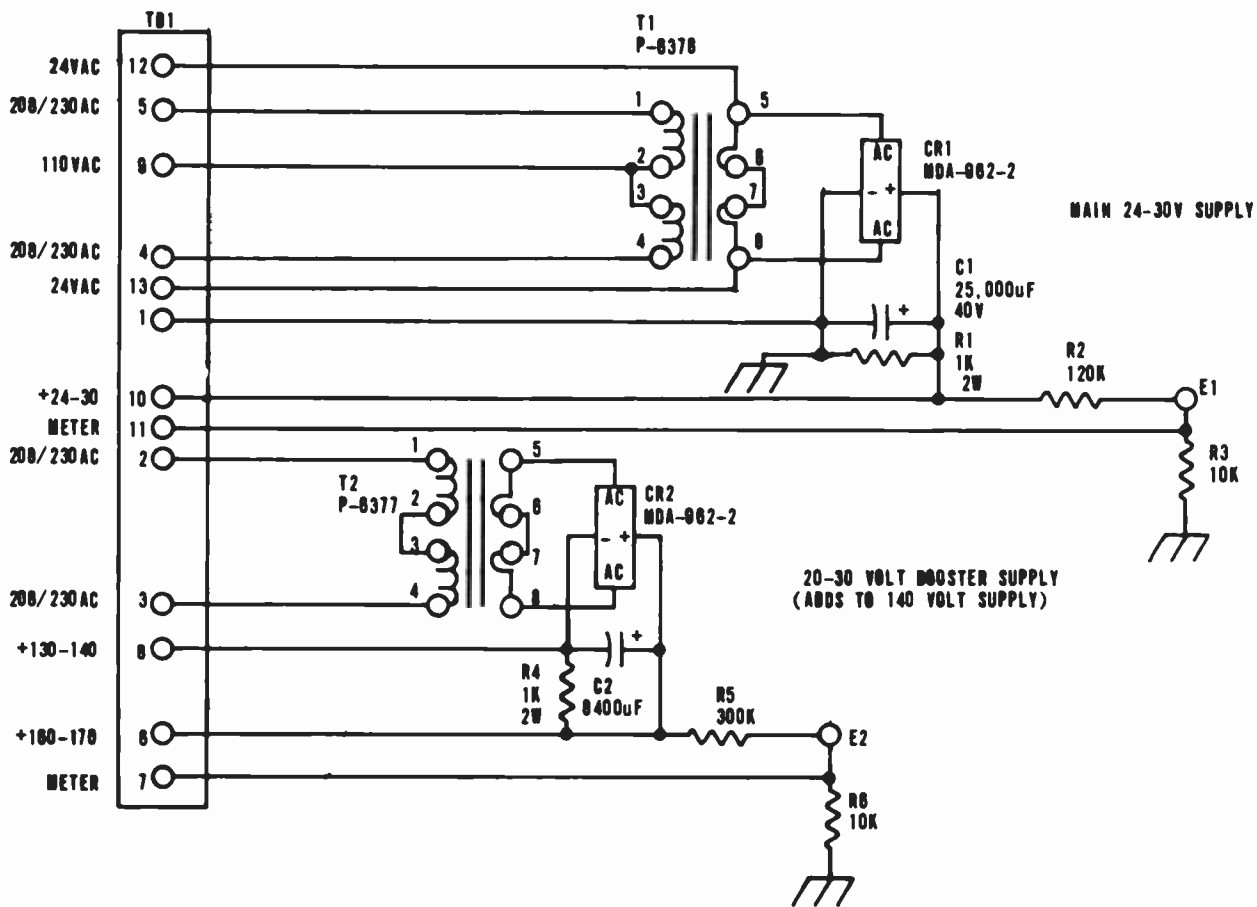 TB1
24VAC 12
208/230AC 5
110VAC 9
208/230AC 4
24VAC 13
1
+24-30 10
METER 11
208/230AC 2
208/230AC 3
+130-140 8
+160-170 6
METER 7
T1
P-6376
1
2
3
4
5
6
7
8
AC
- +
AC
CR1
MDA-962-2
MAIN 24-30V SUPPLY
+
C1
25,000uF
40V
R1
1K
2W
R2
120K
E1
R3
10K
T2
P-6377
1
2
3
4
5
6
7
8
AC
- +
AC
CR2
MDA-962-2
20-30 VOLT BOOSTER SUPPLY
(ADDS TO 140 VOLT SUPPLY)
+
R4
1K
2W
C2
R5
300K
E2
R6
10K